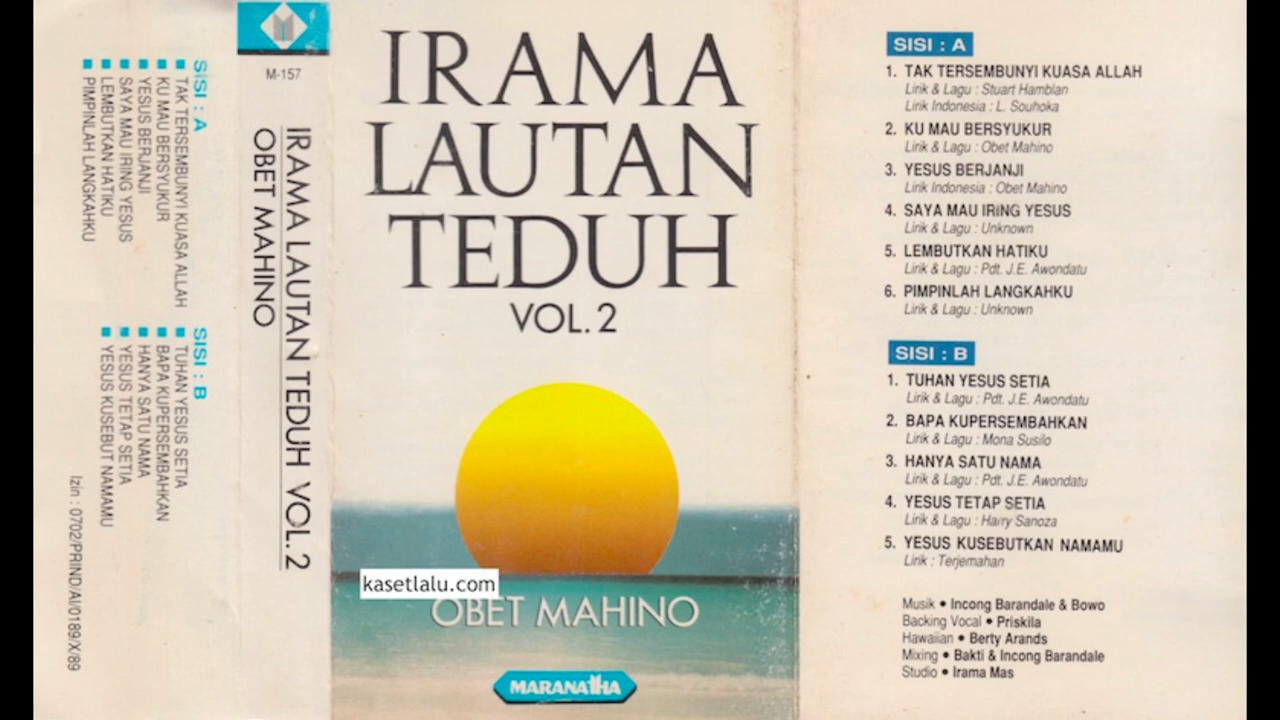 SISI : A
TAK TERSEMBUNYI KUASA ALLAH
KU MAU BERSYUKUR
YESUS BERJANJI
SAYA MAU IRING YESUS
LEMBUTKAN HATIKU
PIMPINLAH LANGKAHKU
SISI : B
TUHAN YESUS SETIA
BAPA KUPERSEMBAHKAN
HANYA SATU NAMA
YESUS TETAP SETIA
YESUS KUSEBUT NAMAMU
Izin : 0702/PRIND/AI/0189/X/89
M-157
IRAMA LAUTAN TEDUH VOL. 2
OBET MAHINO
IRAMA
LAUTAN
TEDUH
VOL. 2
kasetlalu.com
OBET MAHINO
MARANATHA
SISI : A
1. TAK TERSEMBUNYI KUASA ALLAH
Lirik & Lagu : Stuart Hamblan
Lirik Indonesia : L. Souhoka
2. KU MAU BERSYUKUR
Lirik & Lagu : Obet Mahino
3. YESUS BERJANJI
Lirik Indonesia : Obet Mahino
4. SAYA MAU IRING YESUS
Lirik & Lagu : Unknown
5. LEMBUTKAN HATIKU
Lirik & Lagu : Pdt. J.E. Awondatu
6. PIMPINLAH LANGKAHKU
Lirik & Lagu : Unknown
SISI : B
1. TUHAN YESUS SETIA
Lirik & Lagu : Pdt. J.E. Awondatu
2. BAPA KUPERSEMBAHKAN
Lirik & Lagu : Mona Susilo
3. HANYA SATU NAMA
Lirik & Lagu : Pdt. J.E. Awondatu
4. YESUS TETAP SETIA
Lirik & Lagu : Harry Sanoza
5. YESUS KUSEBUTKAN NAMAMU
Lirik : Terjemahan
Musik • Incong Barandale & Bowo
Backing Vocal • Priskila
Hawaiian • Berty Arands
Mixing • Bakti & Incong Barandale
Studio • Irama Mas